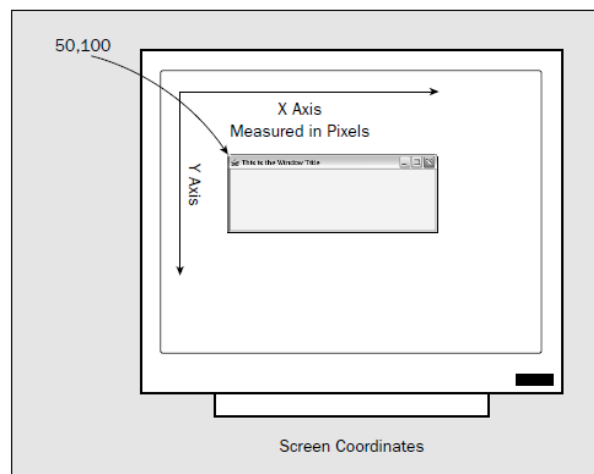 50,100
X Axis
Measured in Pixels
This is the Window Title
Y Axis
Screen Coordinates